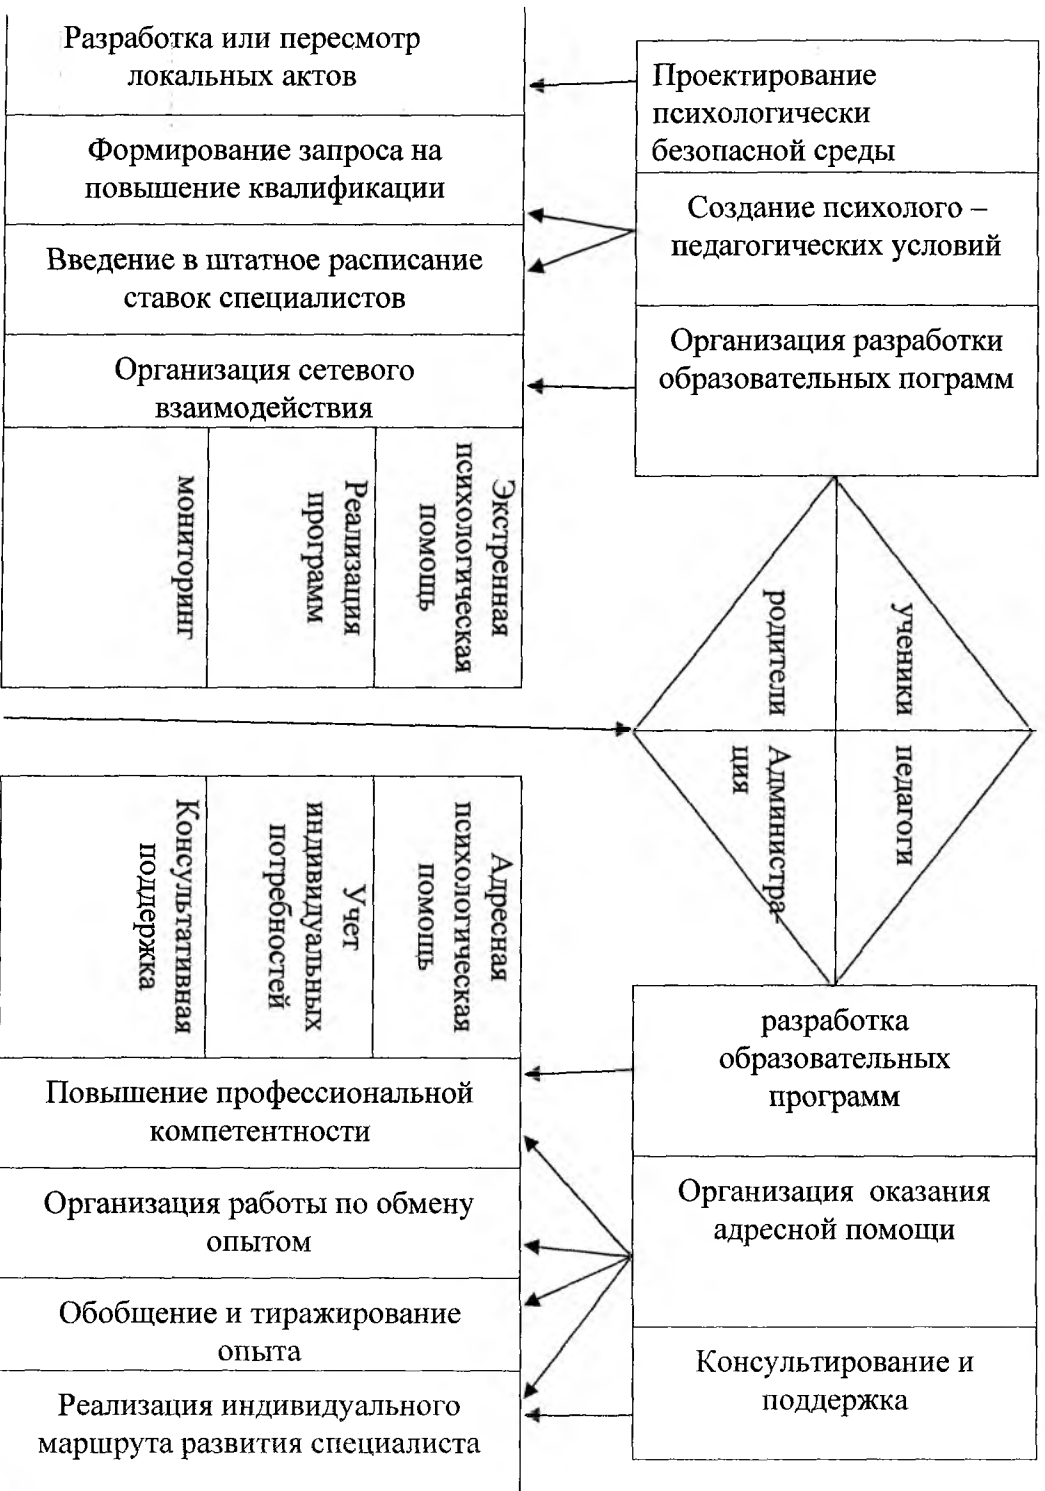 Разработка или пересмотр
локальных актов
Формирование запроса на
повышение квалификации
Введение в штатное расписание
ставок специалистов
Организация сетевого
взаимодействия
Проектирование
психологически
безопасной среды
Создание психолого –
педагогических условий
Организация разработки
образовательных пограмм
мониторинг
Реализация
программ
Экстренная
психологическая
помощь
родители
ученики
Администра-
ция
педагоги
Консультативная
поддержка
Учет
индивидуальных
потребностей
Адресная
психологическая
помощь
Повышение профессиональной
компетентности
Организация работы по обмену
опытом
Обобщение и тиражирование
опыта
Реализация индивидуального
маршрута развития специалиста
разработка
образовательных
программ
Организация оказания
адресной помощи
Консультирование и
поддержка